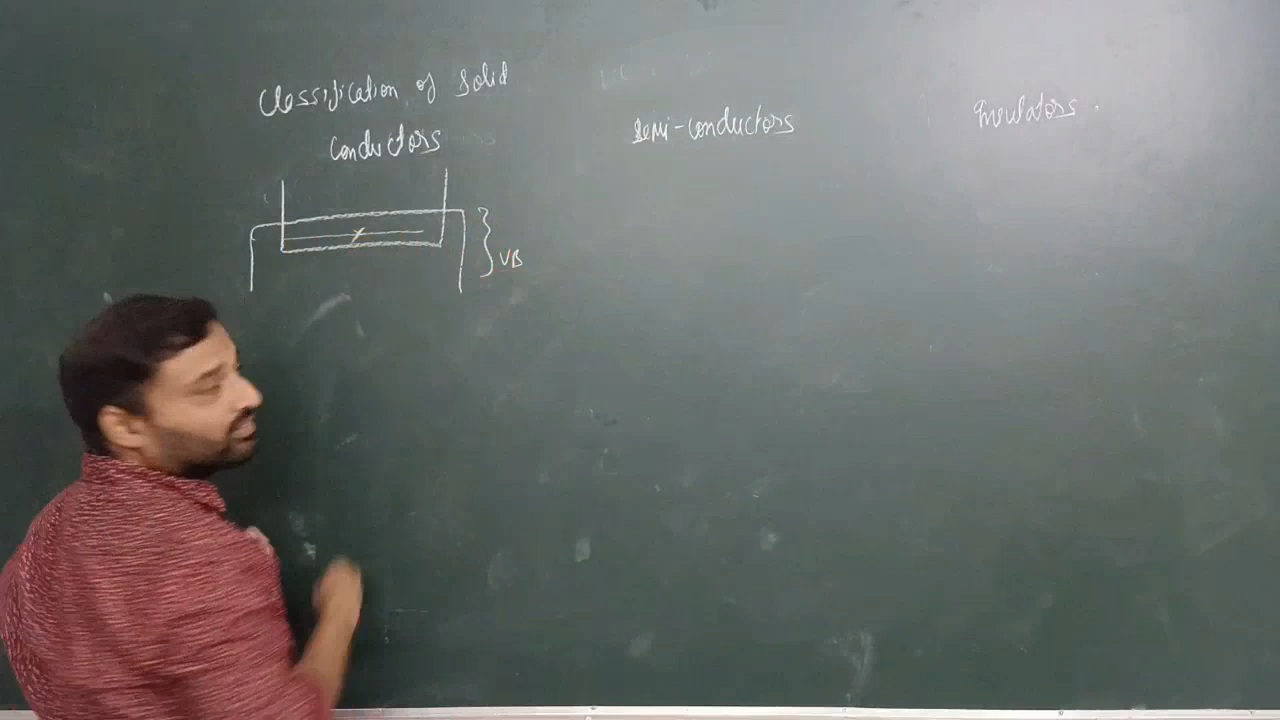 Classification of Solid
Conductors
Semi-Conductors
Insulators
VB